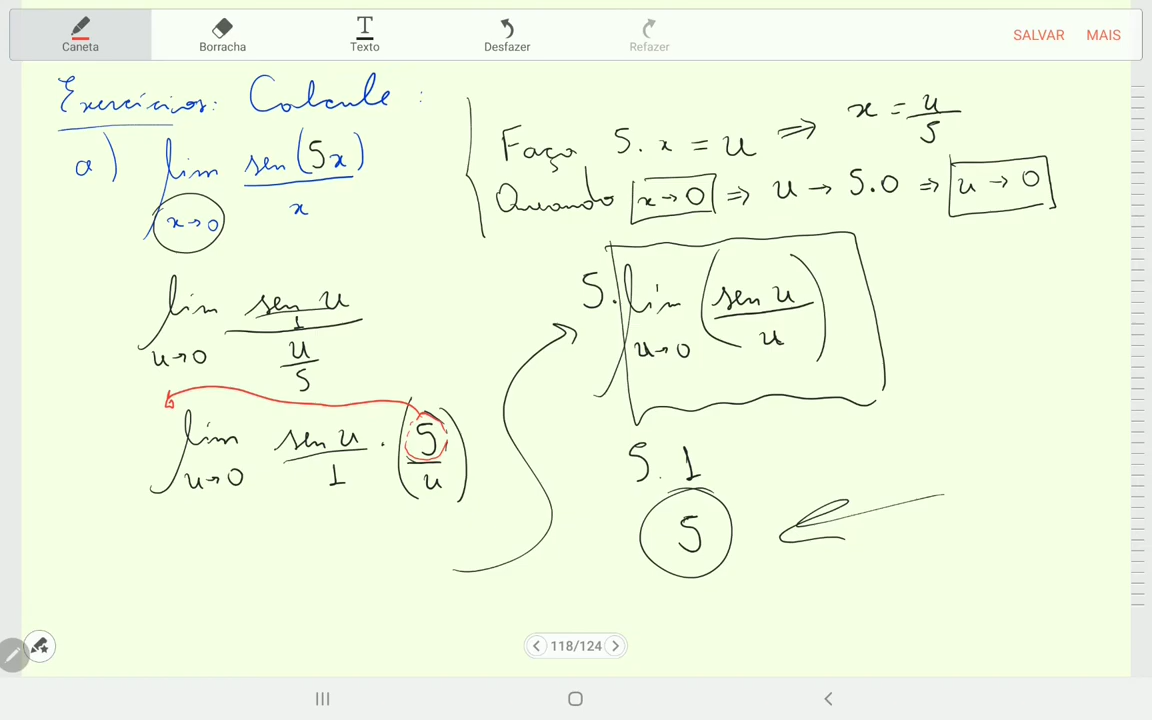 Caneta Borracha Texto Desfazer Refazer SALVAR MAIS
Exercícios: Calcule:
a) lim x→0 sen(5x)/x
Faço 5.x = u ⇒ x = u/5
Quando x→0 ⇒ u → 5.0 ⇒ u → 0
lim u→0 (sen u/1)/(u/5)
lim u→0 sen u/1 · (5/u)
5. lim u→0 (sen u/u)
5. 1
5
118/124